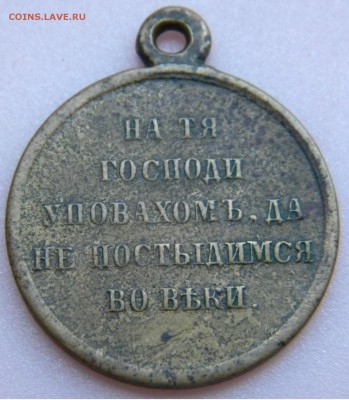 COINS.LAVE.RU
НА ТЯ
ГОСПОДИ
УПОВАХОМЪ, ДА
НЕ ПОСТЫДИМСЯ
ВО ВѢКИ.